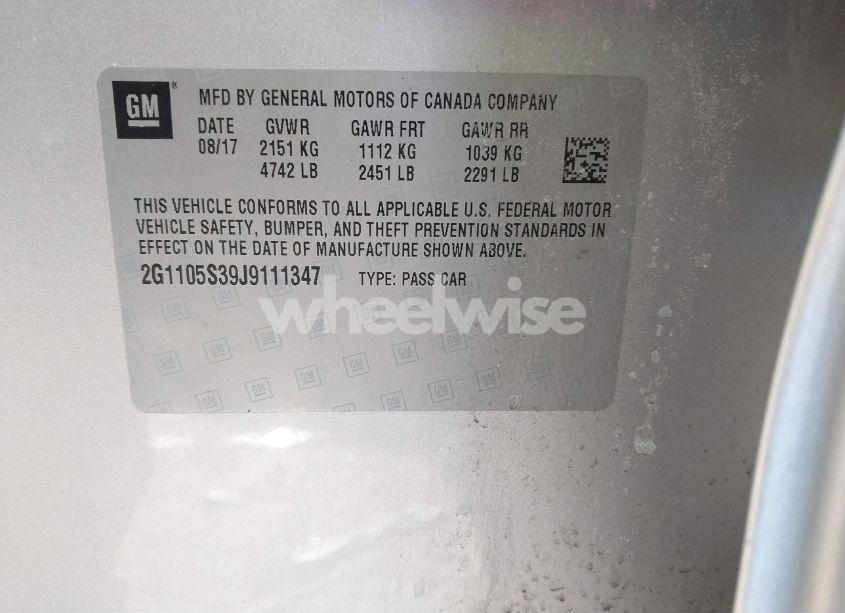 GM ® MFD BY GENERAL MOTORS OF CANADA COMPANY
DATE GVWR GAWR FRT GAWR RR
08/17 2151 KG 1112 KG 1039 KG
4742 LB 2451 LB 2291 LB
THIS VEHICLE CONFORMS TO ALL APPLICABLE U.S. FEDERAL MOTOR
VEHICLE SAFETY, BUMPER, AND THEFT PREVENTION STANDARDS IN
EFFECT ON THE DATE OF MANUFACTURE SHOWN ABOVE.
2G1105S39J9111347 TYPE: PASS CAR
wheelwise